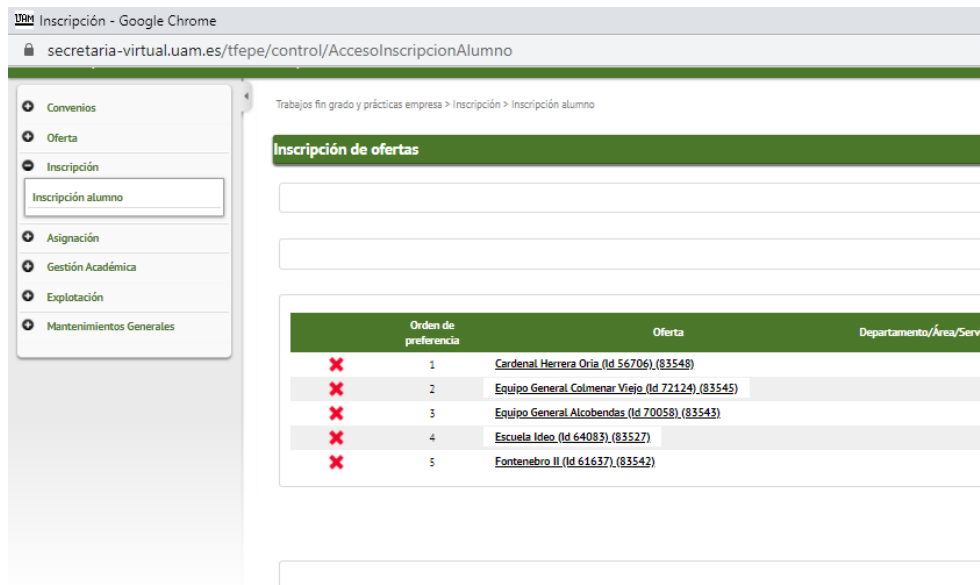 UAM Inscripción - Google Chrome
secretaria-virtual.uam.es/tfepe/control/AccesoInscripcionAlumno
Convenios
Oferta
Inscripción
Inscripción alumno
Asignación
Gestión Académica
Explotación
Mantenimientos Generales
Trabajos fin grado y prácticas empresa > Inscripción > Inscripción alumno
Inscripción de ofertas
Orden de preferencia Oferta Departamento/Área/Serv
1 Cardenal Herrera Oria (Id 56706) (83548)
2 Equipo General Colmenar Viejo (Id 72124) (83545)
3 Equipo General Alcobendas (Id 70058) (83543)
4 Escuela Ideo (Id 64083) (83527)
5 Fontenebro II (Id 61637) (83542)